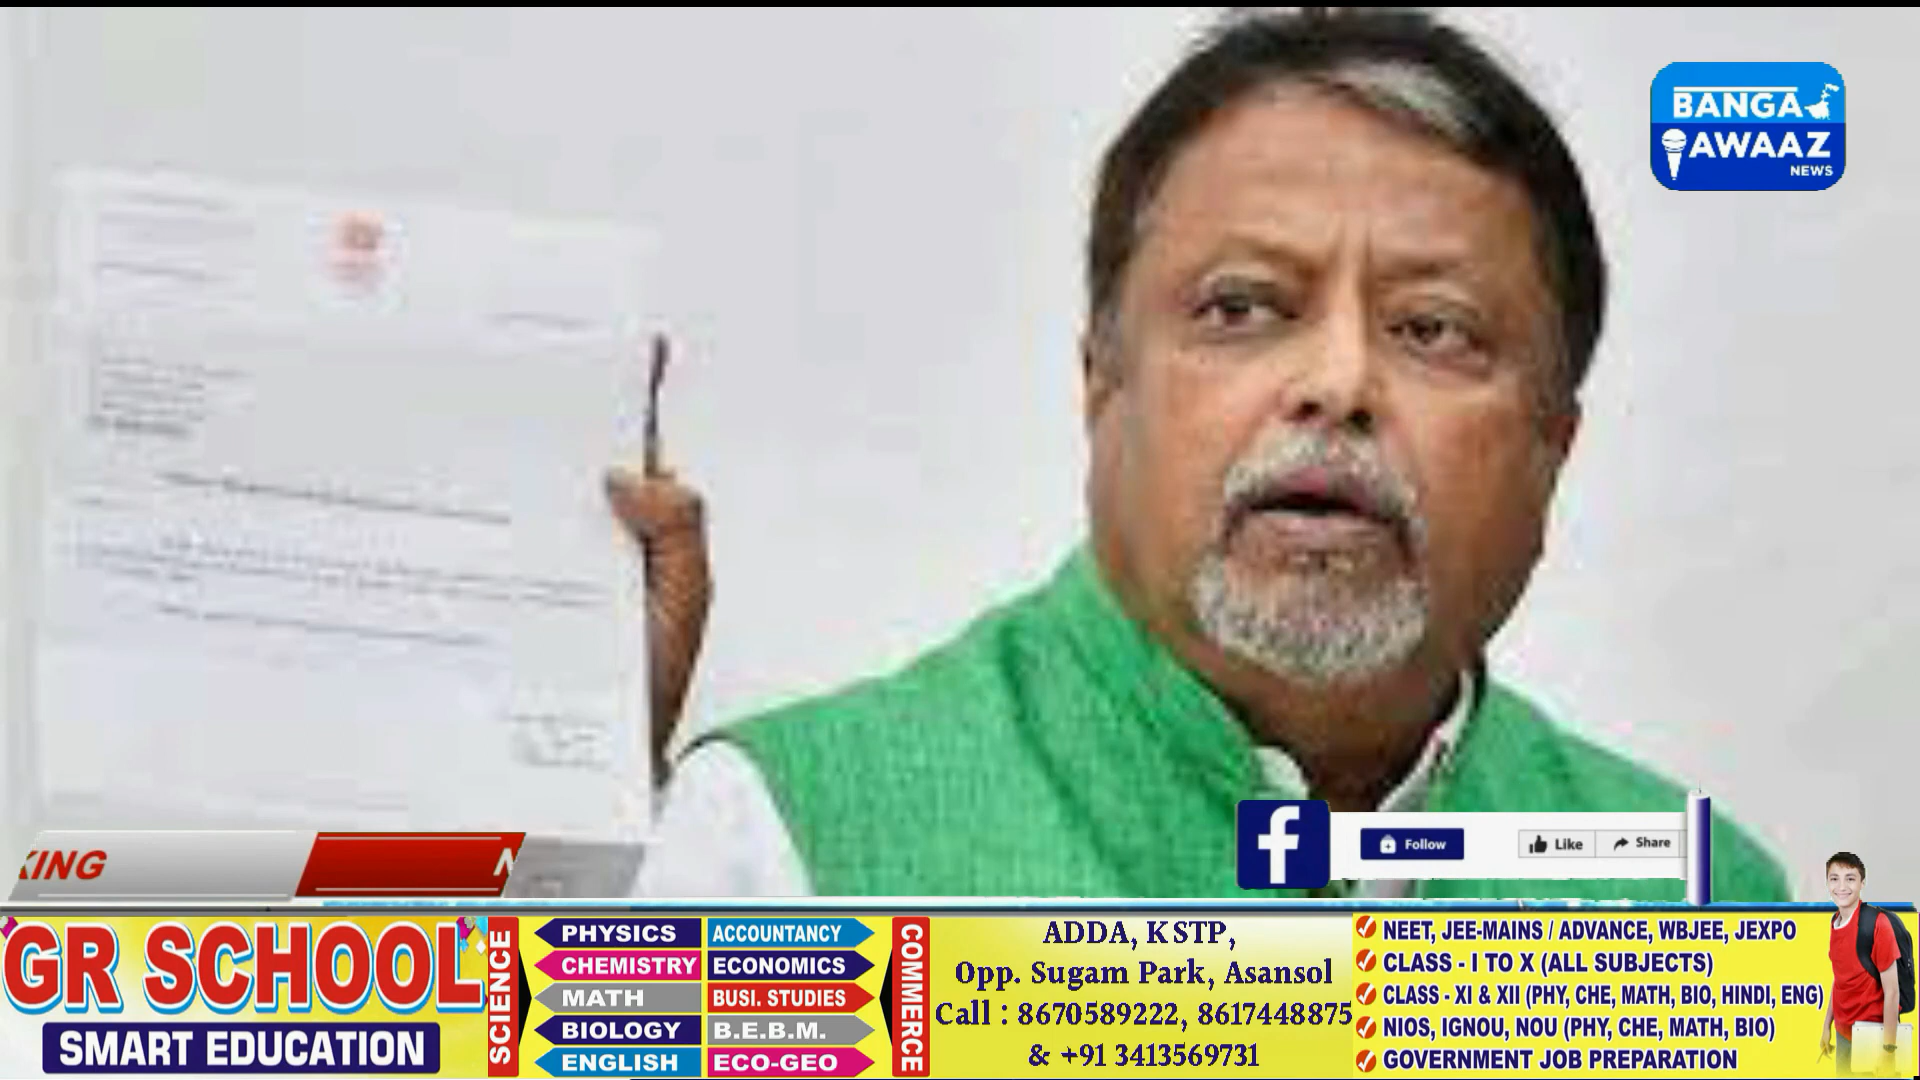 BANGA
AWAAZ
NEWS
KING
N
f
Follow
Like
Share
GR SCHOOL
SMART EDUCATION
SCIENCE
PHYSICS
CHEMISTRY
MATH
BIOLOGY
ENGLISH
ACCOUNTANCY
ECONOMICS
BUSI. STUDIES
B.E.B.M.
ECO-GEO
COMMERCE
ADDA, KSTP,
Opp. Sugam Park, Asansol
Call : 8670589222, 8617448875
& +91 3413569731
NEET, JEE-MAINS / ADVANCE, WBJEE, JEXPO
CLASS - I TO X (ALL SUBJECTS)
CLASS - XI & XII (PHY, CHE, MATH, BIO, HINDI, ENG)
NIOS, IGNOU, NOU (PHY, CHE, MATH, BIO)
GOVERNMENT JOB PREPARATION